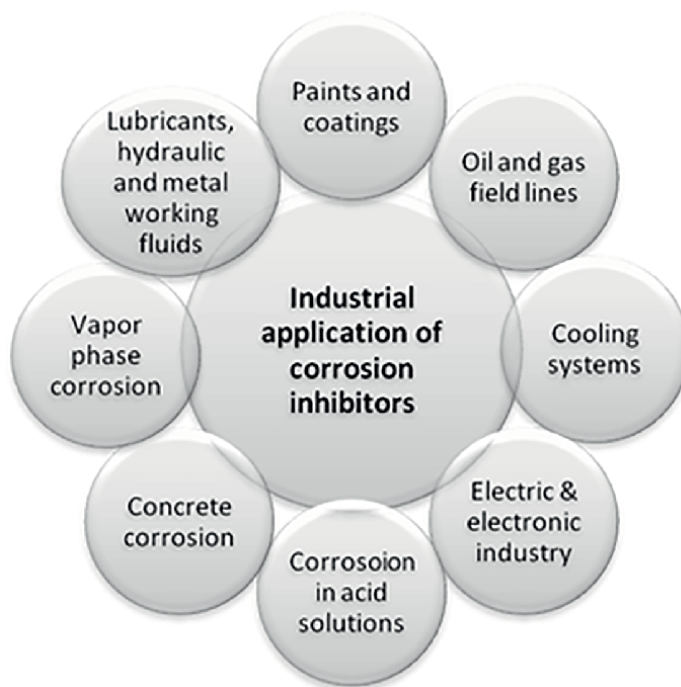 Paints and
coatings
Oil and gas
field lines
Cooling
systems
Electric &
electronic
industry
Corrosoion
in acid
solutions
Concrete
corrosion
Vapor
phase
corrosion
Lubricants,
hydraulic
and metal
working
fluids
Industrial
application of
corrosion
inhibitors